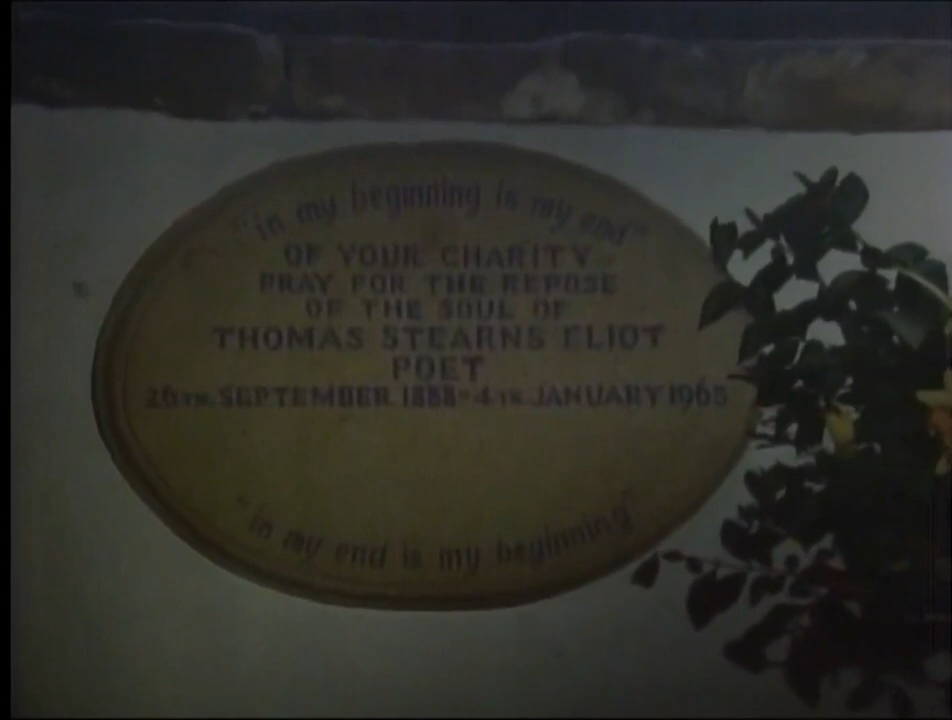 "in my beginning is my end"
OF YOUR CHARITY
PRAY FOR THE REPOSE
OF THE SOUL OF
THOMAS STEARNS ELIOT
POET
26TH. SEPTEMBER 1888-4TH. JANUARY 1965
"in my end is my beginning"